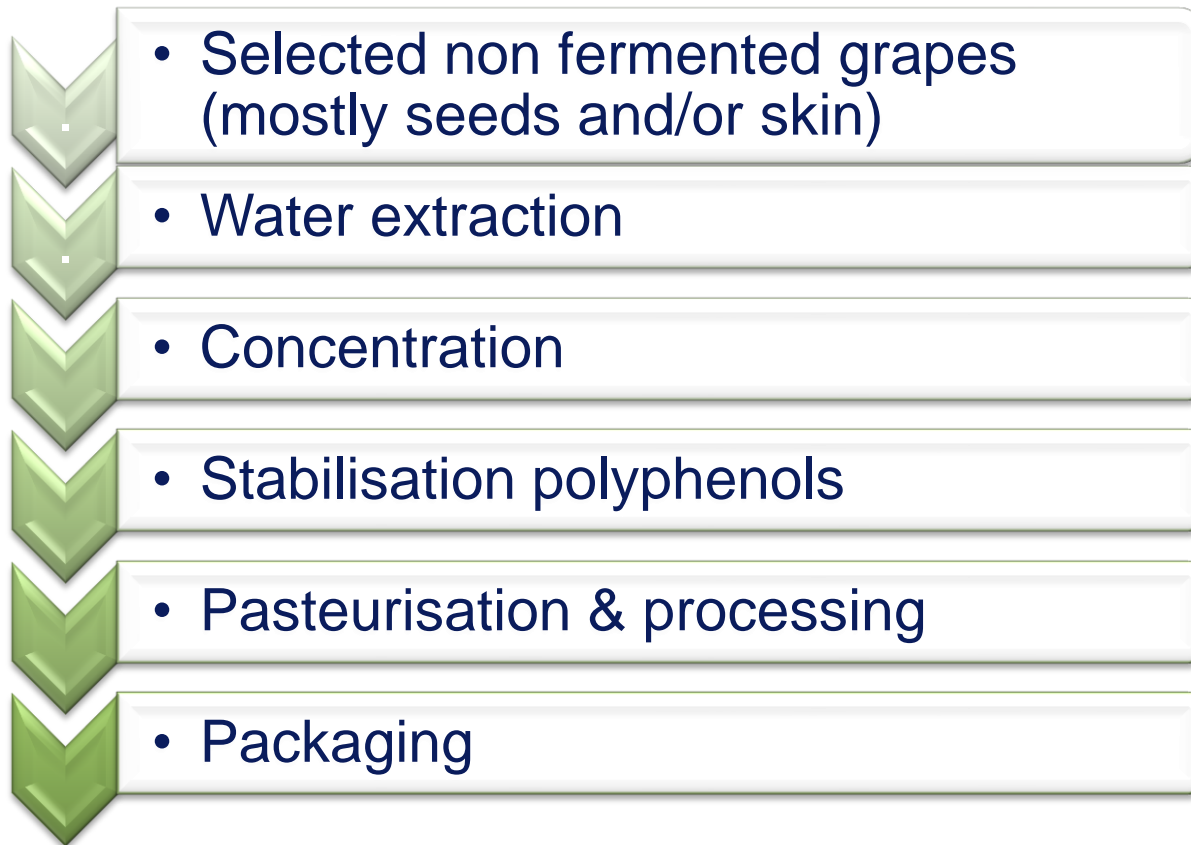 • Selected non fermented grapes
(mostly seeds and/or skin)
• Water extraction
• Concentration
• Stabilisation polyphenols
• Pasteurisation & processing
• Packaging